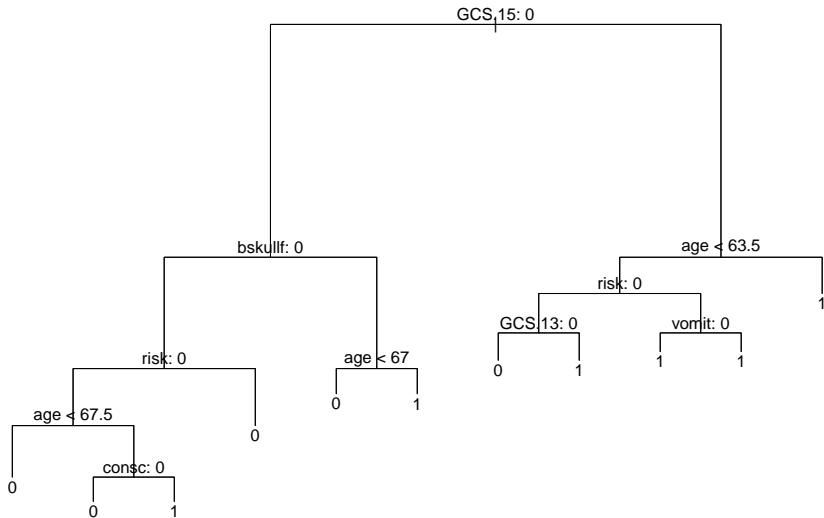 GCS.15: 0
bskullf: 0
age < 63.5
risk: 0
1
GCS.13: 0
vomit: 0
risk: 0
age < 67
0
1
1
1
0
1
age < 67.5
0
consc: 0
0
0
1